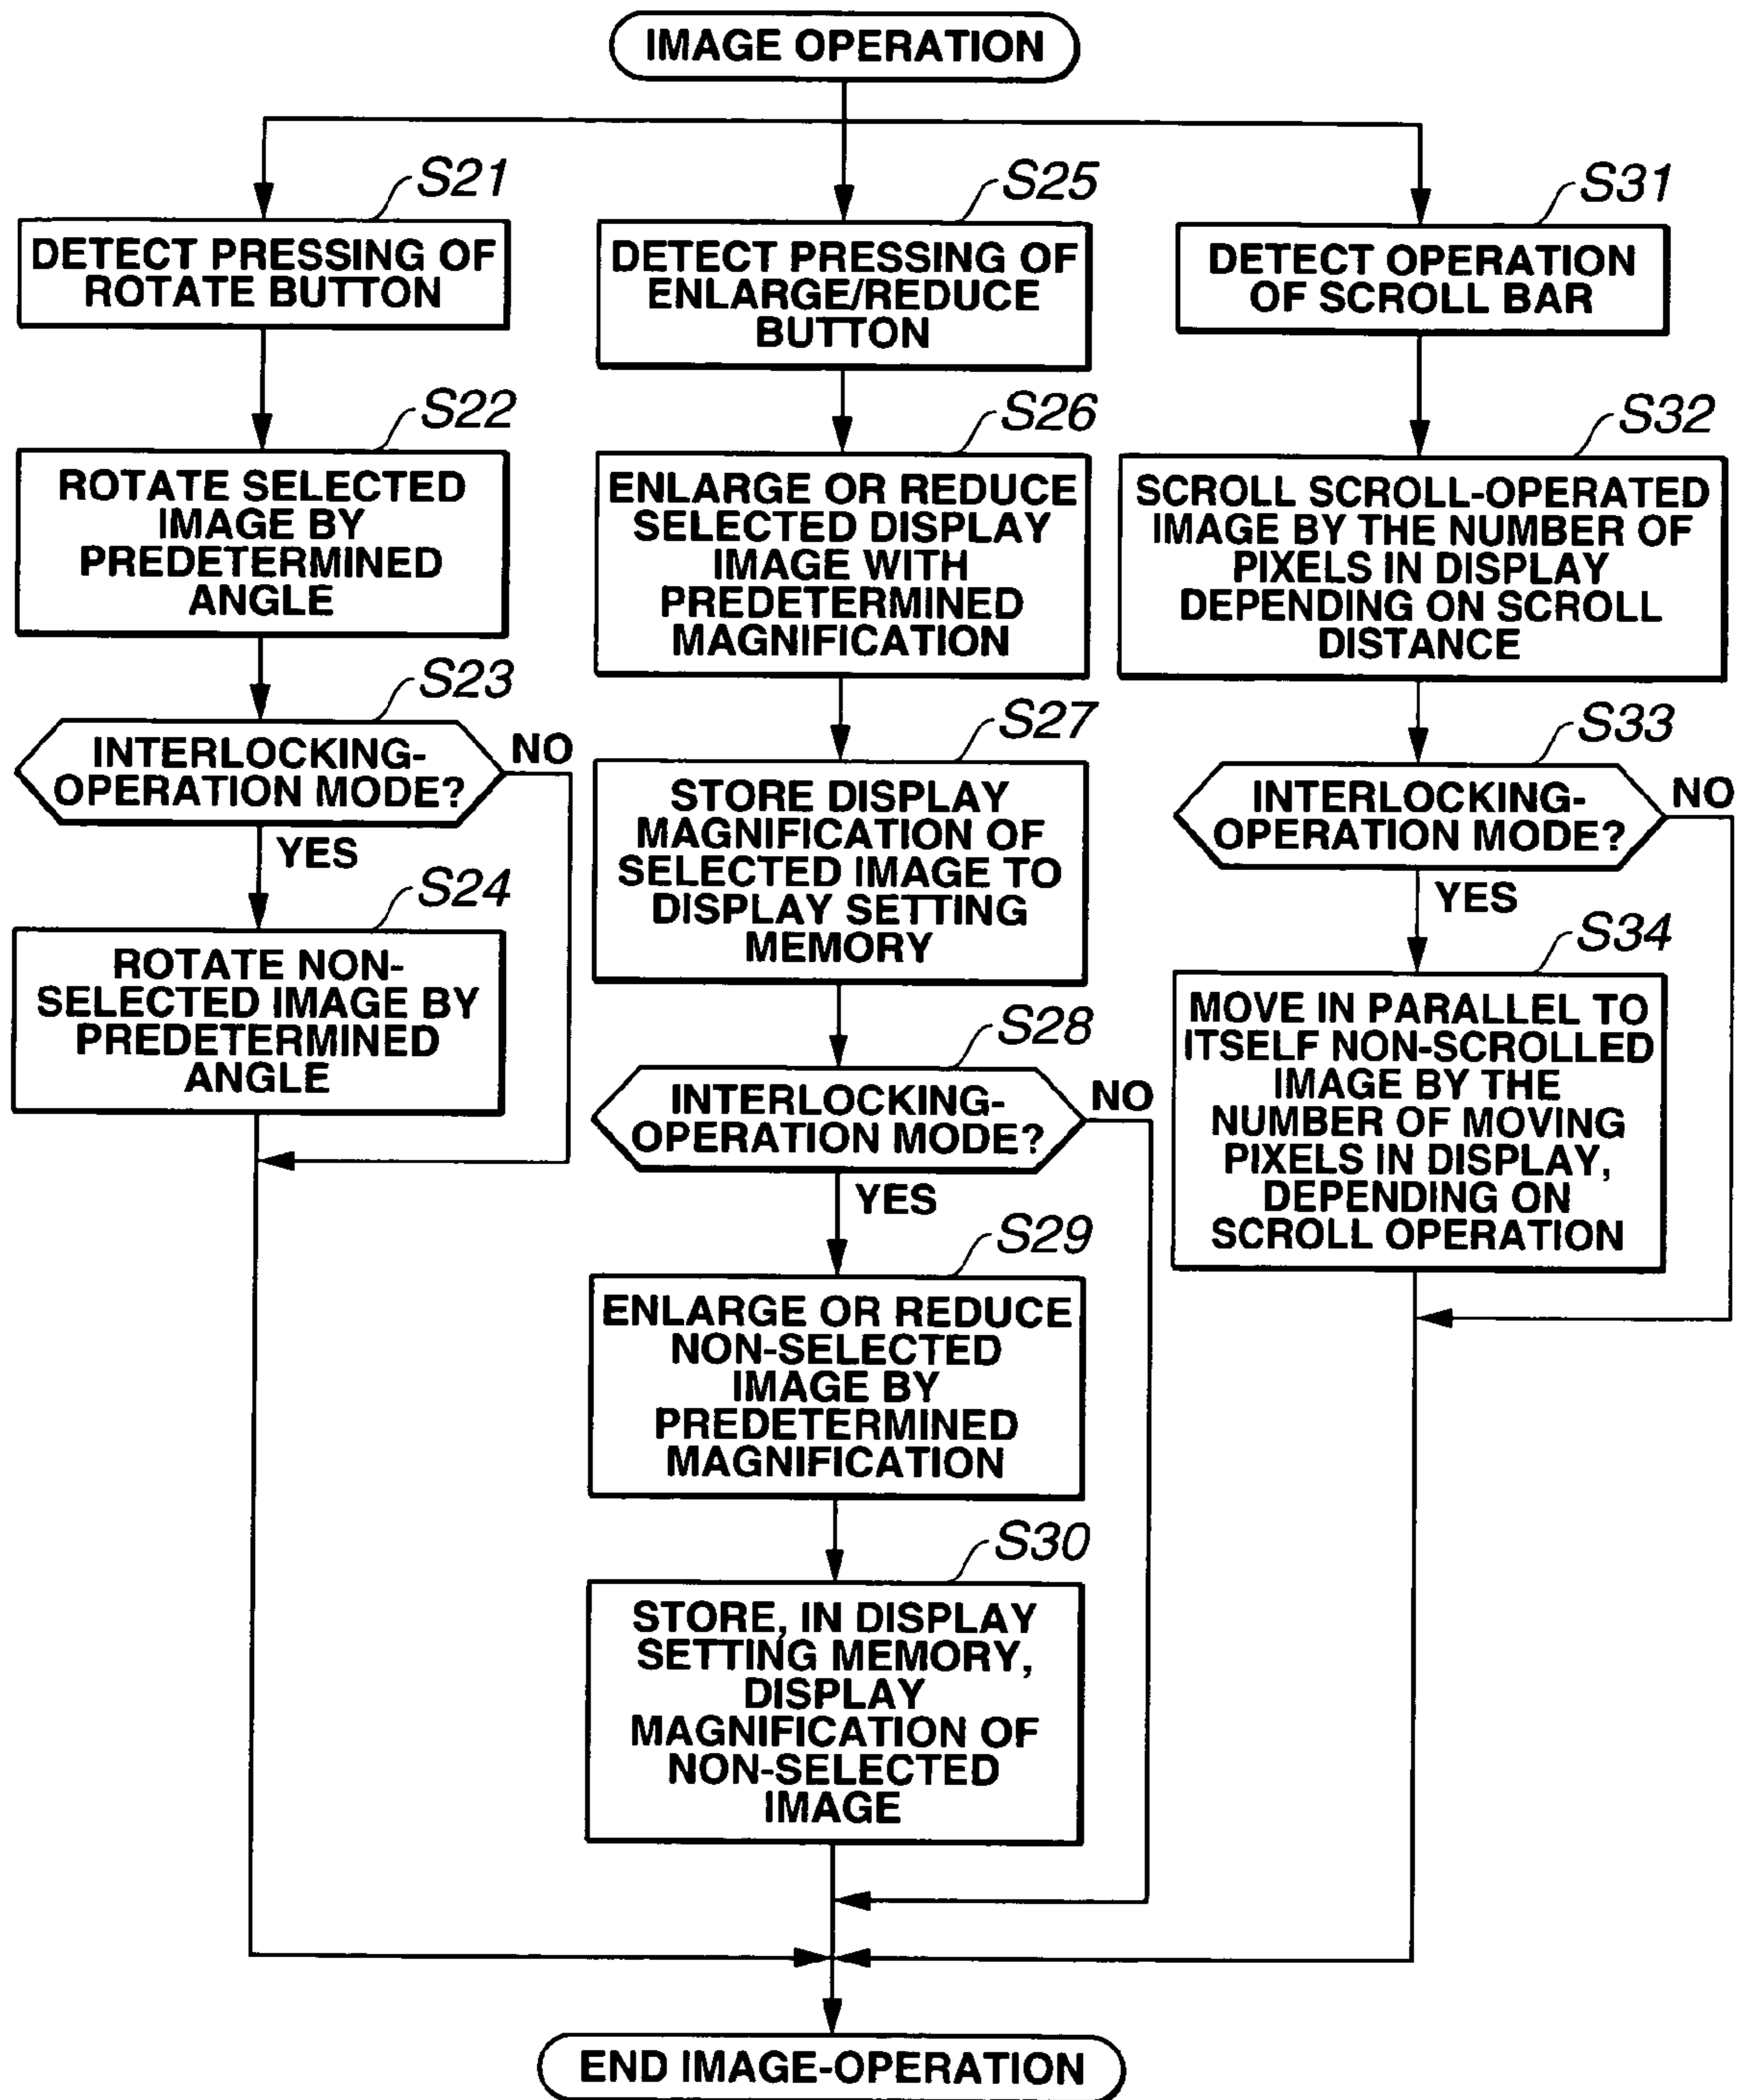 IMAGE OPERATION
S21
DETECT PRESSING OF
ROTATE BUTTON
S22
ROTATE SELECTED
IMAGE BY
PREDETERMINED
ANGLE
S23
INTERLOCKING-
OPERATION MODE?
NO
YES
S24
ROTATE NON-
SELECTED IMAGE BY
PREDETERMINED
ANGLE
S25
DETECT PRESSING OF
ENLARGE/REDUCE
BUTTON
S26
ENLARGE OR REDUCE
SELECTED DISPLAY
IMAGE WITH
PREDETERMINED
MAGNIFICATION
S27
STORE DISPLAY
MAGNIFICATION OF
SELECTED IMAGE TO
DISPLAY SETTING
MEMORY
S28
INTERLOCKING-
OPERATION MODE?
NO
YES
S29
ENLARGE OR REDUCE
NON-SELECTED
IMAGE BY
PREDETERMINED
MAGNIFICATION
S30
STORE, IN DISPLAY
SETTING MEMORY,
DISPLAY
MAGNIFICATION OF
NON-SELECTED
IMAGE
S31
DETECT OPERATION
OF SCROLL BAR
S32
SCROLL SCROLL-OPERATED
IMAGE BY THE NUMBER OF
PIXELS IN DISPLAY
DEPENDING ON SCROLL
DISTANCE
S33
INTERLOCKING-
OPERATION MODE?
NO
YES
S34
MOVE IN PARALLEL TO
ITSELF NON-SCROLLED
IMAGE BY THE
NUMBER OF MOVING
PIXELS IN DISPLAY,
DEPENDING ON
SCROLL OPERATION
END IMAGE-OPERATION